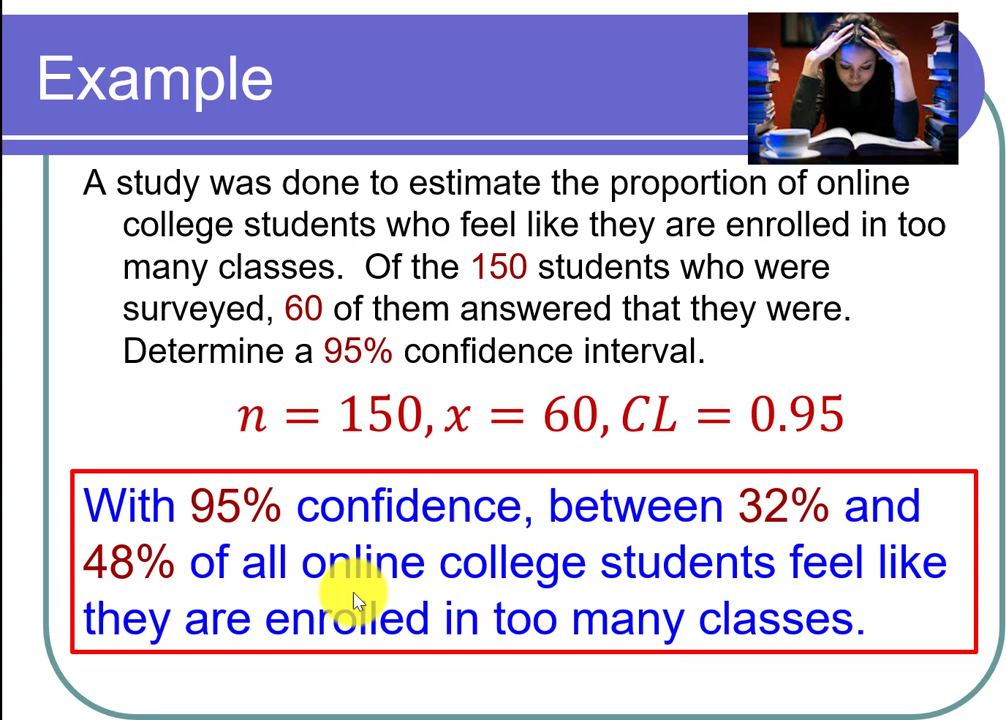 Example
A study was done to estimate the proportion of online
college students who feel like they are enrolled in too
many classes. Of the 150 students who were
surveyed, 60 of them answered that they were.
Determine a 95% confidence interval.
n = 150, x = 60, CL = 0.95
With 95% confidence, between 32% and
48% of all online college students feel like
they are enrolled in too many classes.